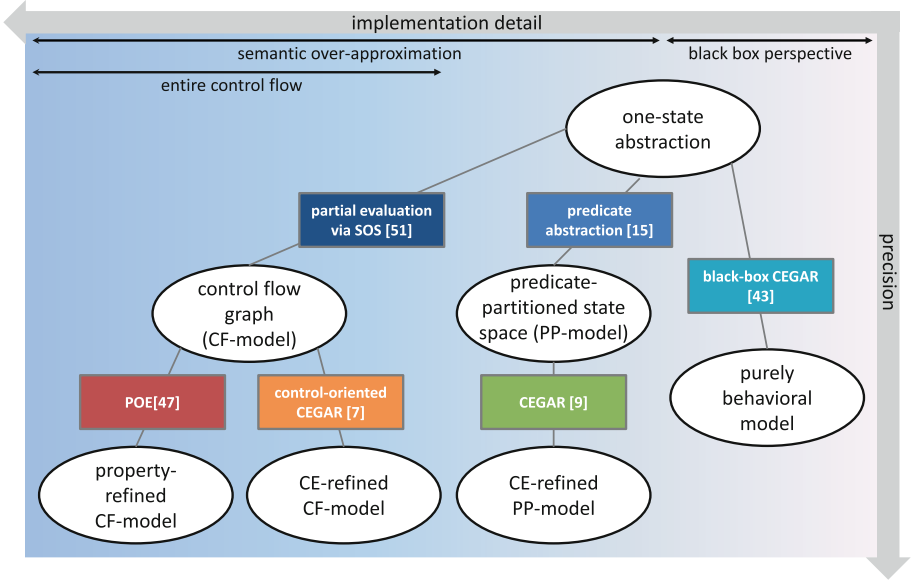 implementation detail
semantic over-approximation
black box perspective
entire control flow
one-state
abstraction
partial evaluation
via SOS [51]
predicate
abstraction [15]
precision
black-box CEGAR
[43]
control flow
graph
(CF-model)
predicate-
partitioned state
space (PP-model)
purely
behavioral
model
POE[47]
control-oriented
CEGAR [7]
CEGAR [9]
property-
refined
CF-model
CE-refined
CF-model
CE-refined
PP-model